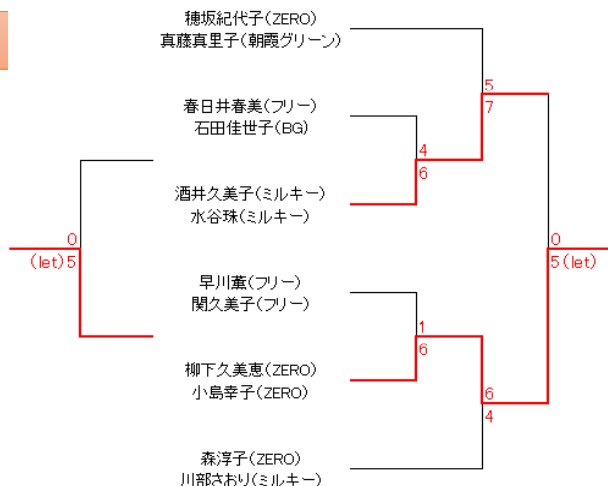 穂坂紀代子(ZERO)
真藤真里子(朝霞グリーン)
5
7
春日井春美(フリー)
石田佳世子(BG)
4
6
酒井久美子(ミルキー)
水谷珠(ミルキー)
0
(let)5
0
5(let)
早川薫(フリー)
関久美子(フリー)
1
6
柳下久美恵(ZERO)
小島幸子(ZERO)
6
4
森淳子(ZERO)
川部さおり(ミルキー)